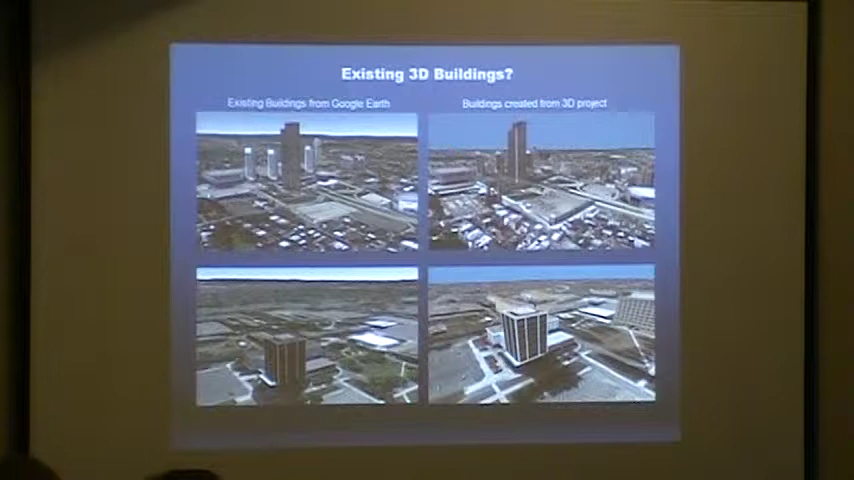 Existing 3D Buildings?
Existing Buildings from Google Earth
Buildings created from 3D project